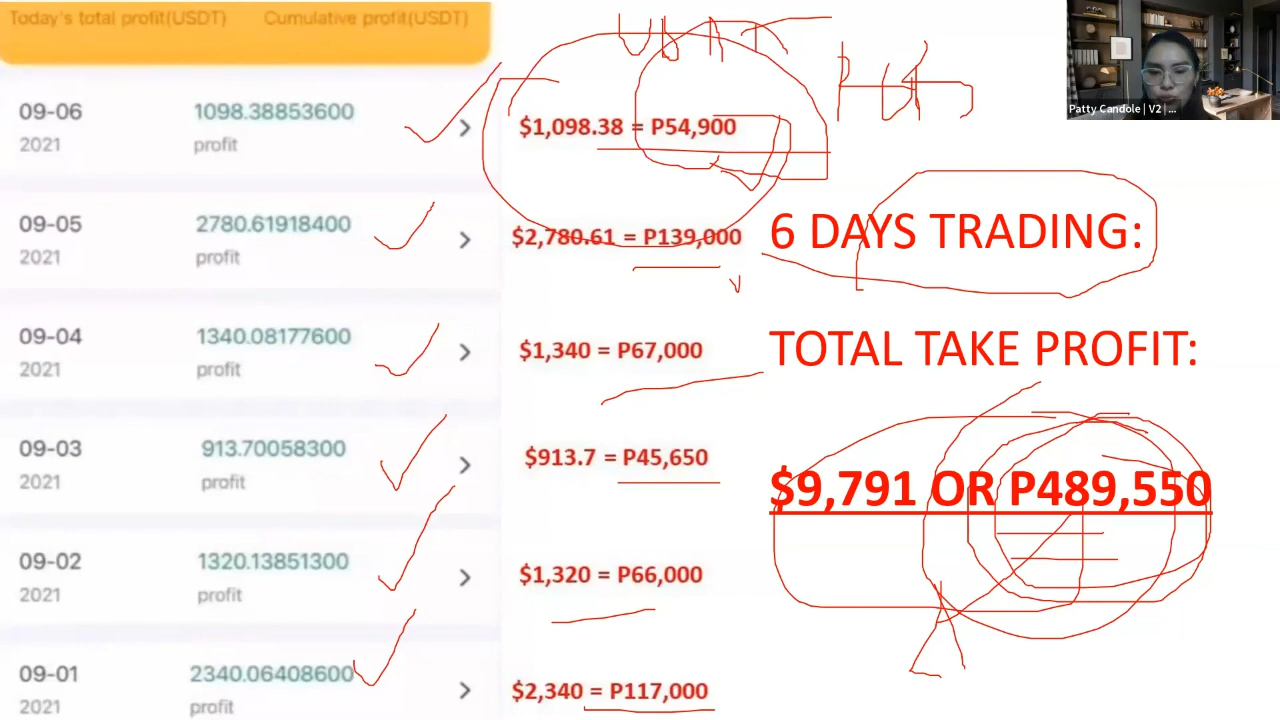 Today's total profit(USDT) Cumulative profit(USDT)
09-06 1098.38853600
2021 profit
$1,098.38 = P54,900
09-05 2780.61918400
2021 profit
$2,780.61 = P139,000
09-04 1340.08177600
2021 profit
$1,340 = P67,000
09-03 913.70058300
2021 profit
$913.7 = P45,650
09-02 1320.13851300
2021 profit
$1,320 = P66,000
09-01 2340.06408600
2021 profit
$2,340 = P117,000
6 DAYS TRADING:
TOTAL TAKE PROFIT:
$9,791 OR P489,550
Patty Candole | V2 | ...